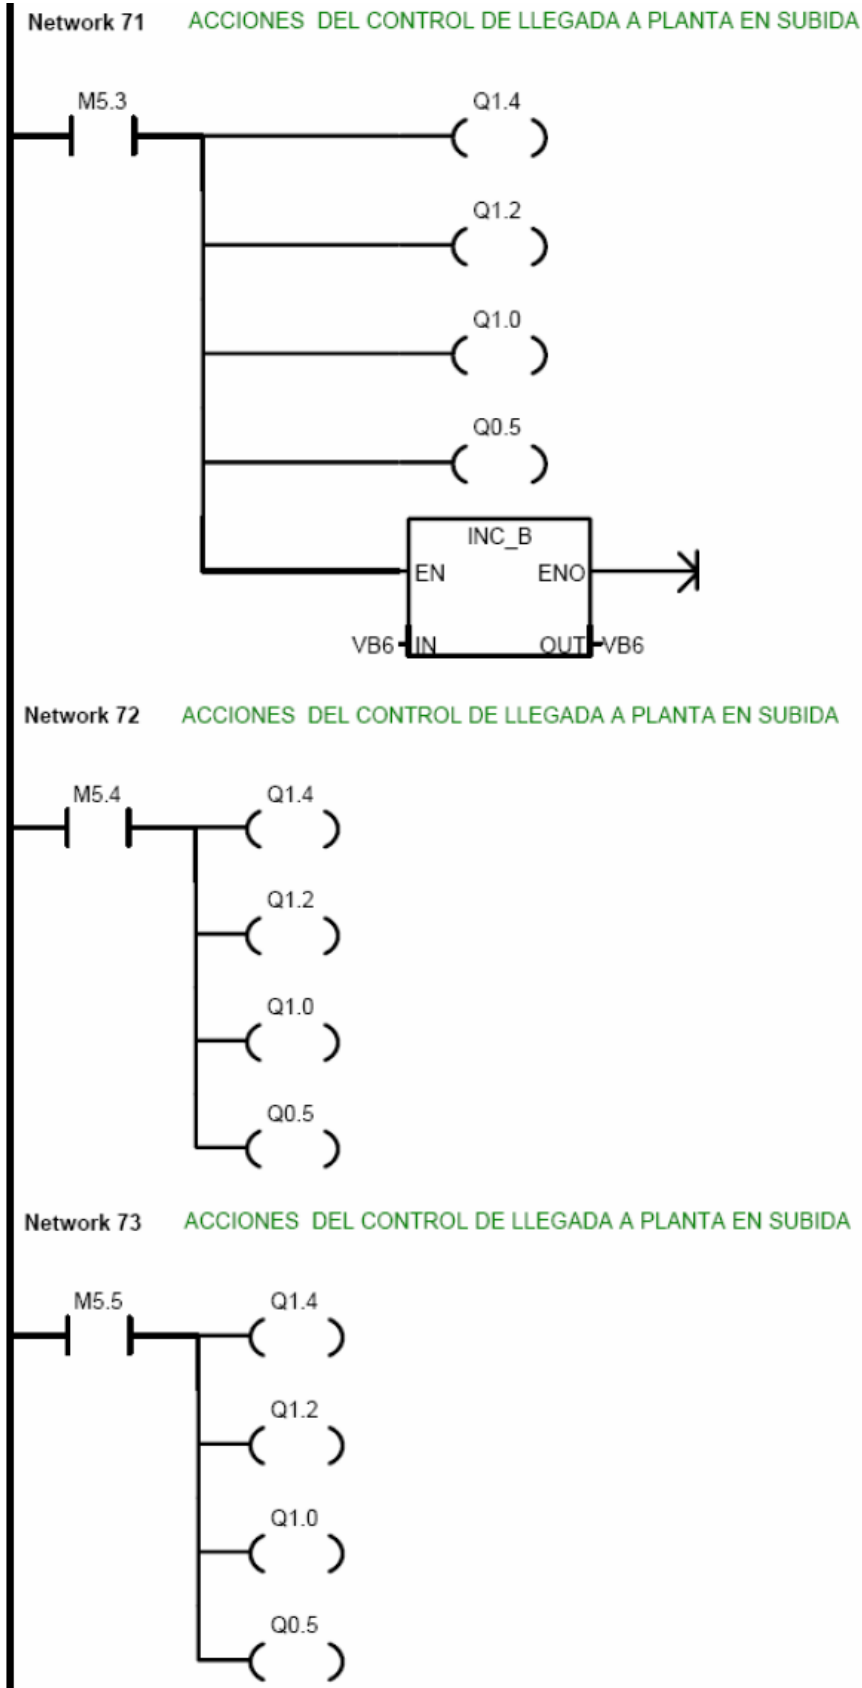 Network 71 ACCIONES DEL CONTROL DE LLEGADA A PLANTA EN SUBIDA
M5.3 Q1.4
Q1.2
Q1.0
Q0.5
INC_B
EN ENO
VB6 IN OUT VB6
Network 72 ACCIONES DEL CONTROL DE LLEGADA A PLANTA EN SUBIDA
M5.4 Q1.4
Q1.2
Q1.0
Q0.5
Network 73 ACCIONES DEL CONTROL DE LLEGADA A PLANTA EN SUBIDA
M5.5 Q1.4
Q1.2
Q1.0
Q0.5